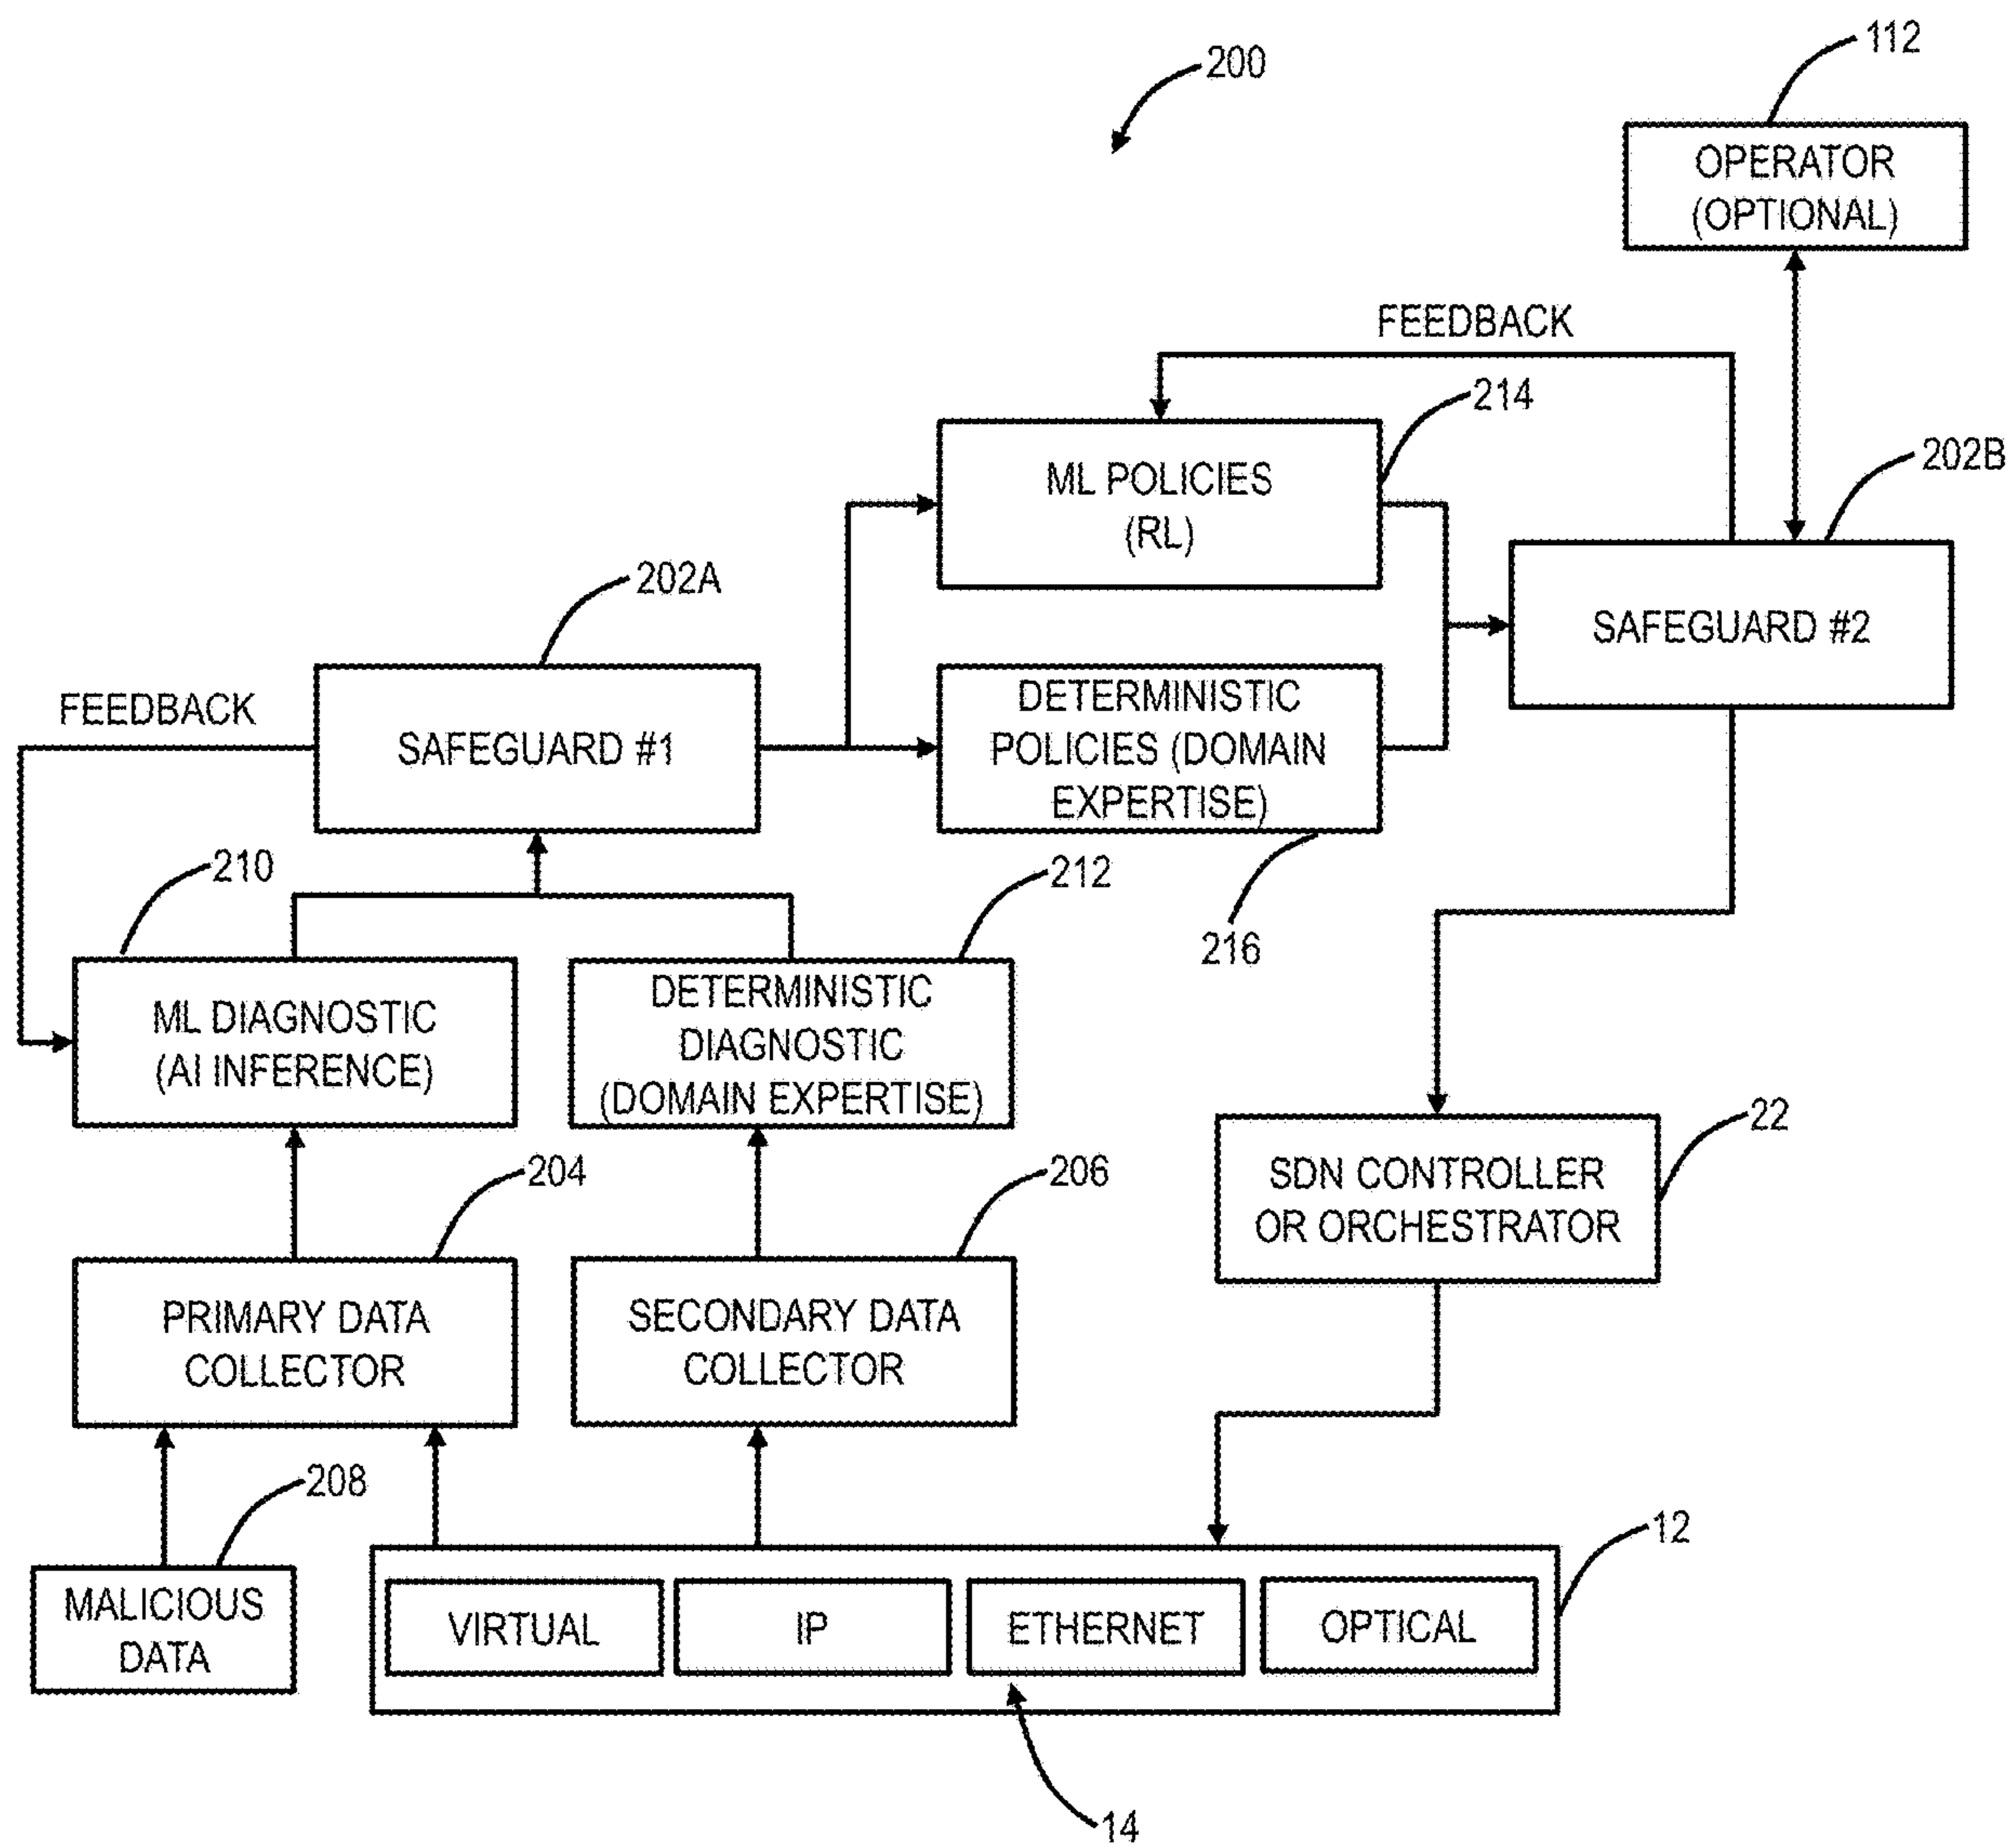 112
200
OPERATOR
(OPTIONAL)
FEEDBACK
214
202B
ML POLICIES
(RL)
202A
SAFEGUARD #2
FEEDBACK
SAFEGUARD #1
DETERMINISTIC
POLICIES (DOMAIN
EXPERTISE)
210
212
216
ML DIAGNOSTIC
(AI INFERENCE)
DETERMINISTIC
DIAGNOSTIC
(DOMAIN EXPERTISE)
22
204
206
SDN CONTROLLER
OR ORCHESTRATOR
PRIMARY DATA
COLLECTOR
SECONDARY DATA
COLLECTOR
208
12
MALICIOUS
DATA
VIRTUAL
IP
ETHERNET
OPTICAL
14